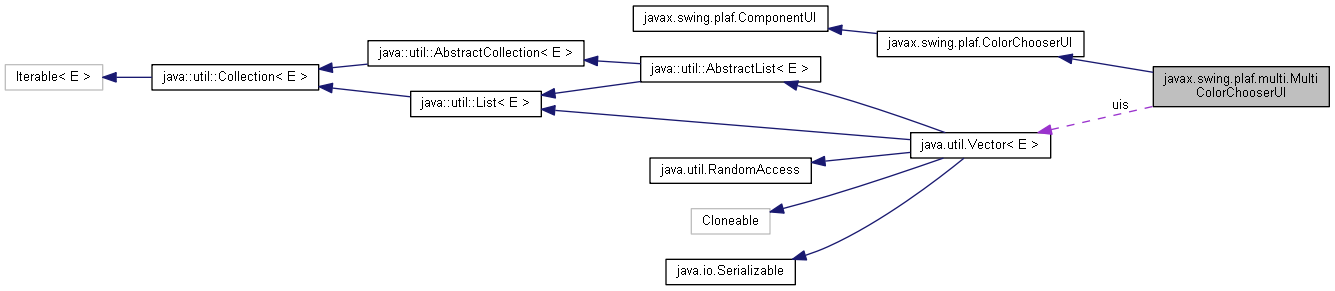 javax.swing.plaf.ComponentUI
javax.swing.plaf.ColorChooserUI
java::util::AbstractCollection< E >
Iterable< E >
java::util::Collection< E >
java::util::AbstractList< E >
javax.swing.plaf.multi.Multi
ColorChooserUI
java::util::List< E >
uis
java.util.Vector< E >
java.util.RandomAccess
Cloneable
java.io.Serializable